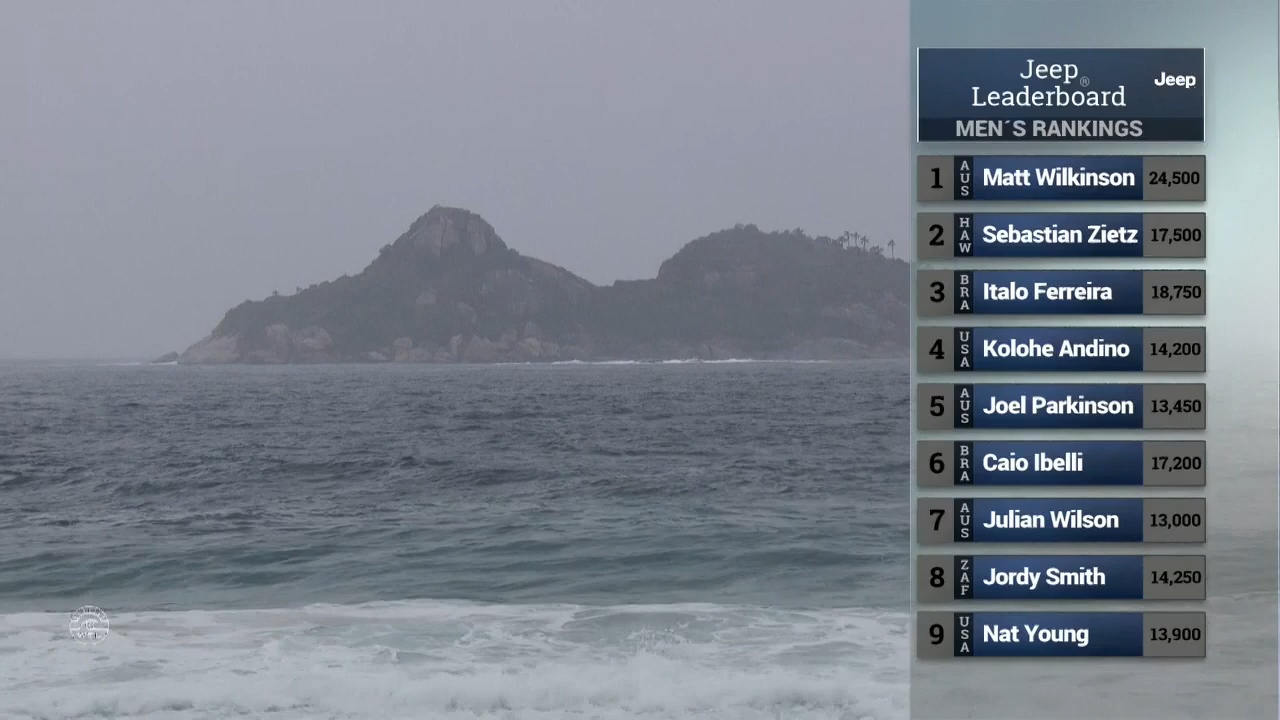 Jeep®
Leaderboard
Jeep
MEN´S RANKINGS
1 AUS Matt Wilkinson 24,500
2 HAW Sebastian Zietz 17,500
3 BRA Italo Ferreira 18,750
4 USA Kolohe Andino 14,200
5 AUS Joel Parkinson 13,450
6 BRA Caio Ibelli 17,200
7 AUS Julian Wilson 13,000
8 ZAF Jordy Smith 14,250
9 USA Nat Young 13,900